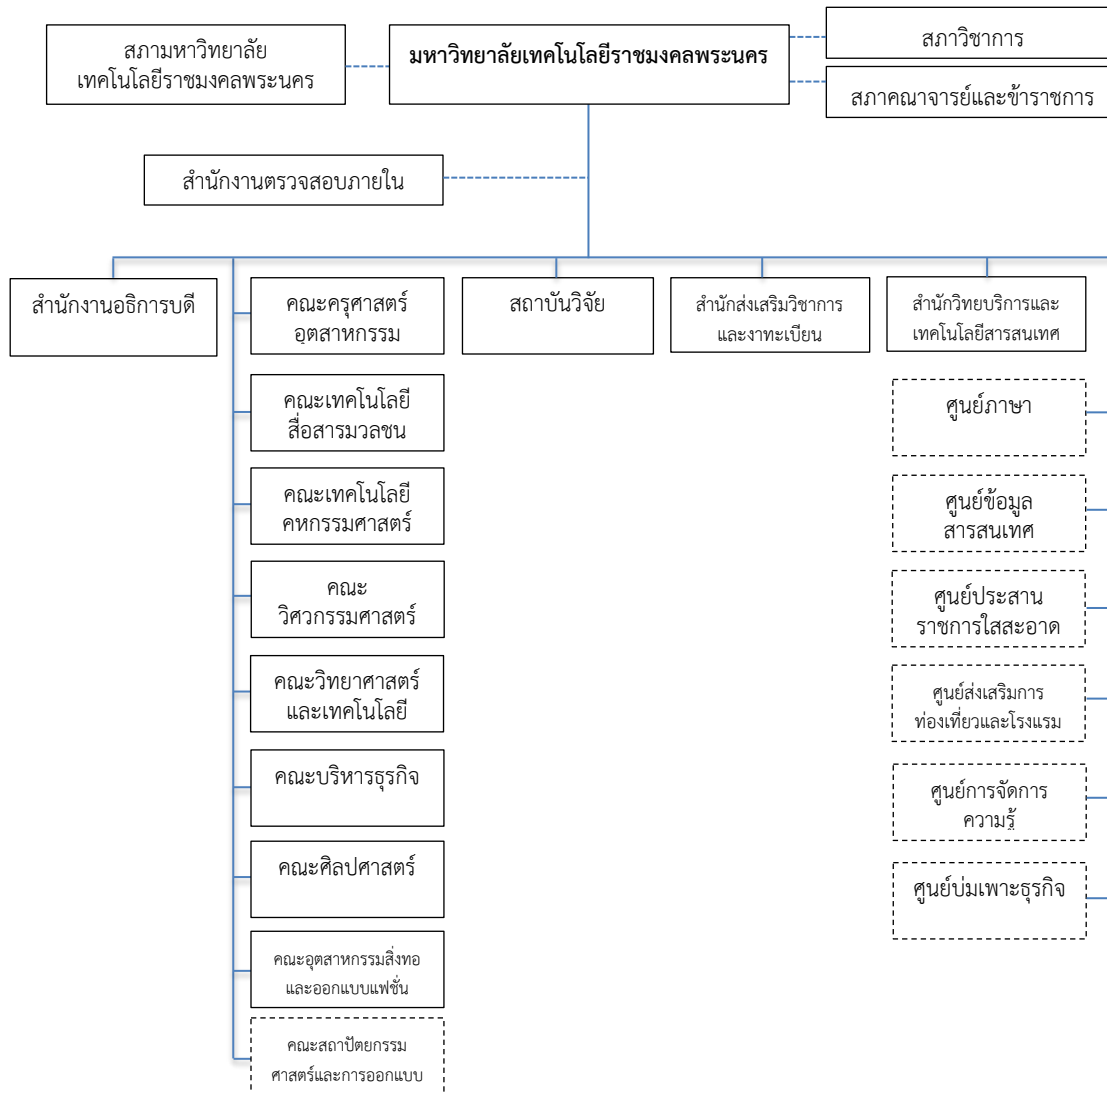 สภามหาวิทยาลัย
เทคโนโลยีราชมงคลพระนคร
มหาวิทยาลัยเทคโนโลยีราชมงคลพระนคร
สภาวิชาการ
สภาคณาจารย์และข้าราชการ
สำนักงานตรวจสอบภายใน
สำนักงานอธิการบดี
คณะครุศาสตร์
อุตสาหกรรม
สถาบันวิจัย
สำนักส่งเสริมวิชาการ
และงาทะเบียน
สำนักวิทยบริการและ
เทคโนโลยีสารสนเทศ
คณะเทคโนโลยี
สื่อสารมวลชน
คณะเทคโนโลยี
คหกรรมศาสตร์
คณะ
วิศวกรรมศาสตร์
คณะวิทยาศาสตร์
และเทคโนโลยี
คณะบริหารธุรกิจ
คณะศิลปศาสตร์
คณะอุตสาหกรรมสิ่งทอ
และออกแบบแฟชั่น
คณะสถาปัตยกรรม
ศาสตร์และการออกแบบ
ศูนย์ภาษา
ศูนย์ข้อมูล
สารสนเทศ
ศูนย์ประสาน
ราชการใสสะอาด
ศูนย์ส่งเสริมการ
ท่องเที่ยวและโรงแรม
ศูนย์การจัดการ
ความรู้
ศูนย์บ่มเพาะธุรกิจ